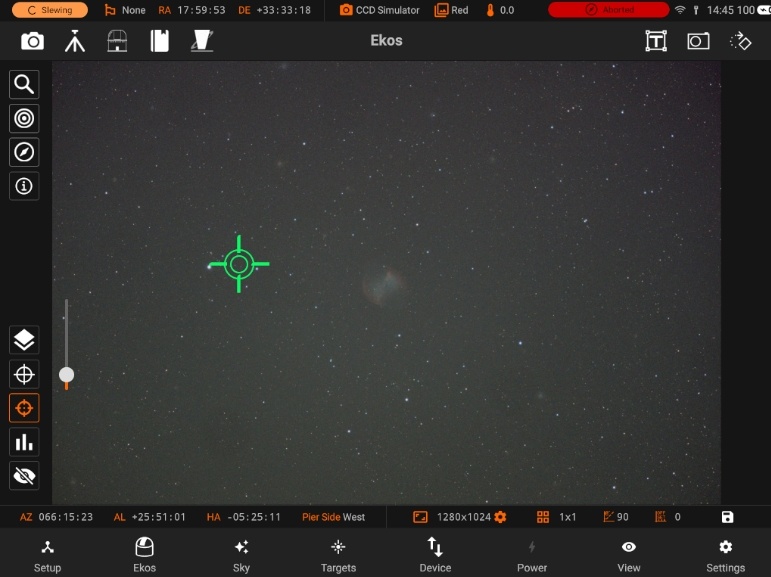 Slewing None RA 17:59:53 DE +33:33:18 CCD Simulator Red 0.0 Aborted 14:45 100
Ekos
T
AZ 066:15:23 AL +25:51:01 HA -05:25:11 Pier Side West 1280x1024 1x1 90 0
Setup Ekos Sky Targets Device Power View Settings